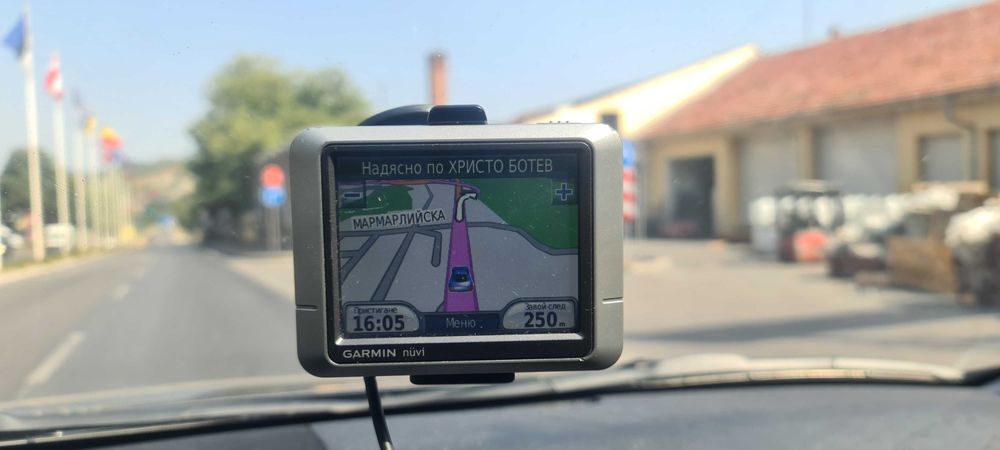 Надясно по ХРИСТО БОТЕВ
МАРМАРЛИЙСКА
Пристигане
16:05
Меню
Завой след
250 m
GARMIN nüvi